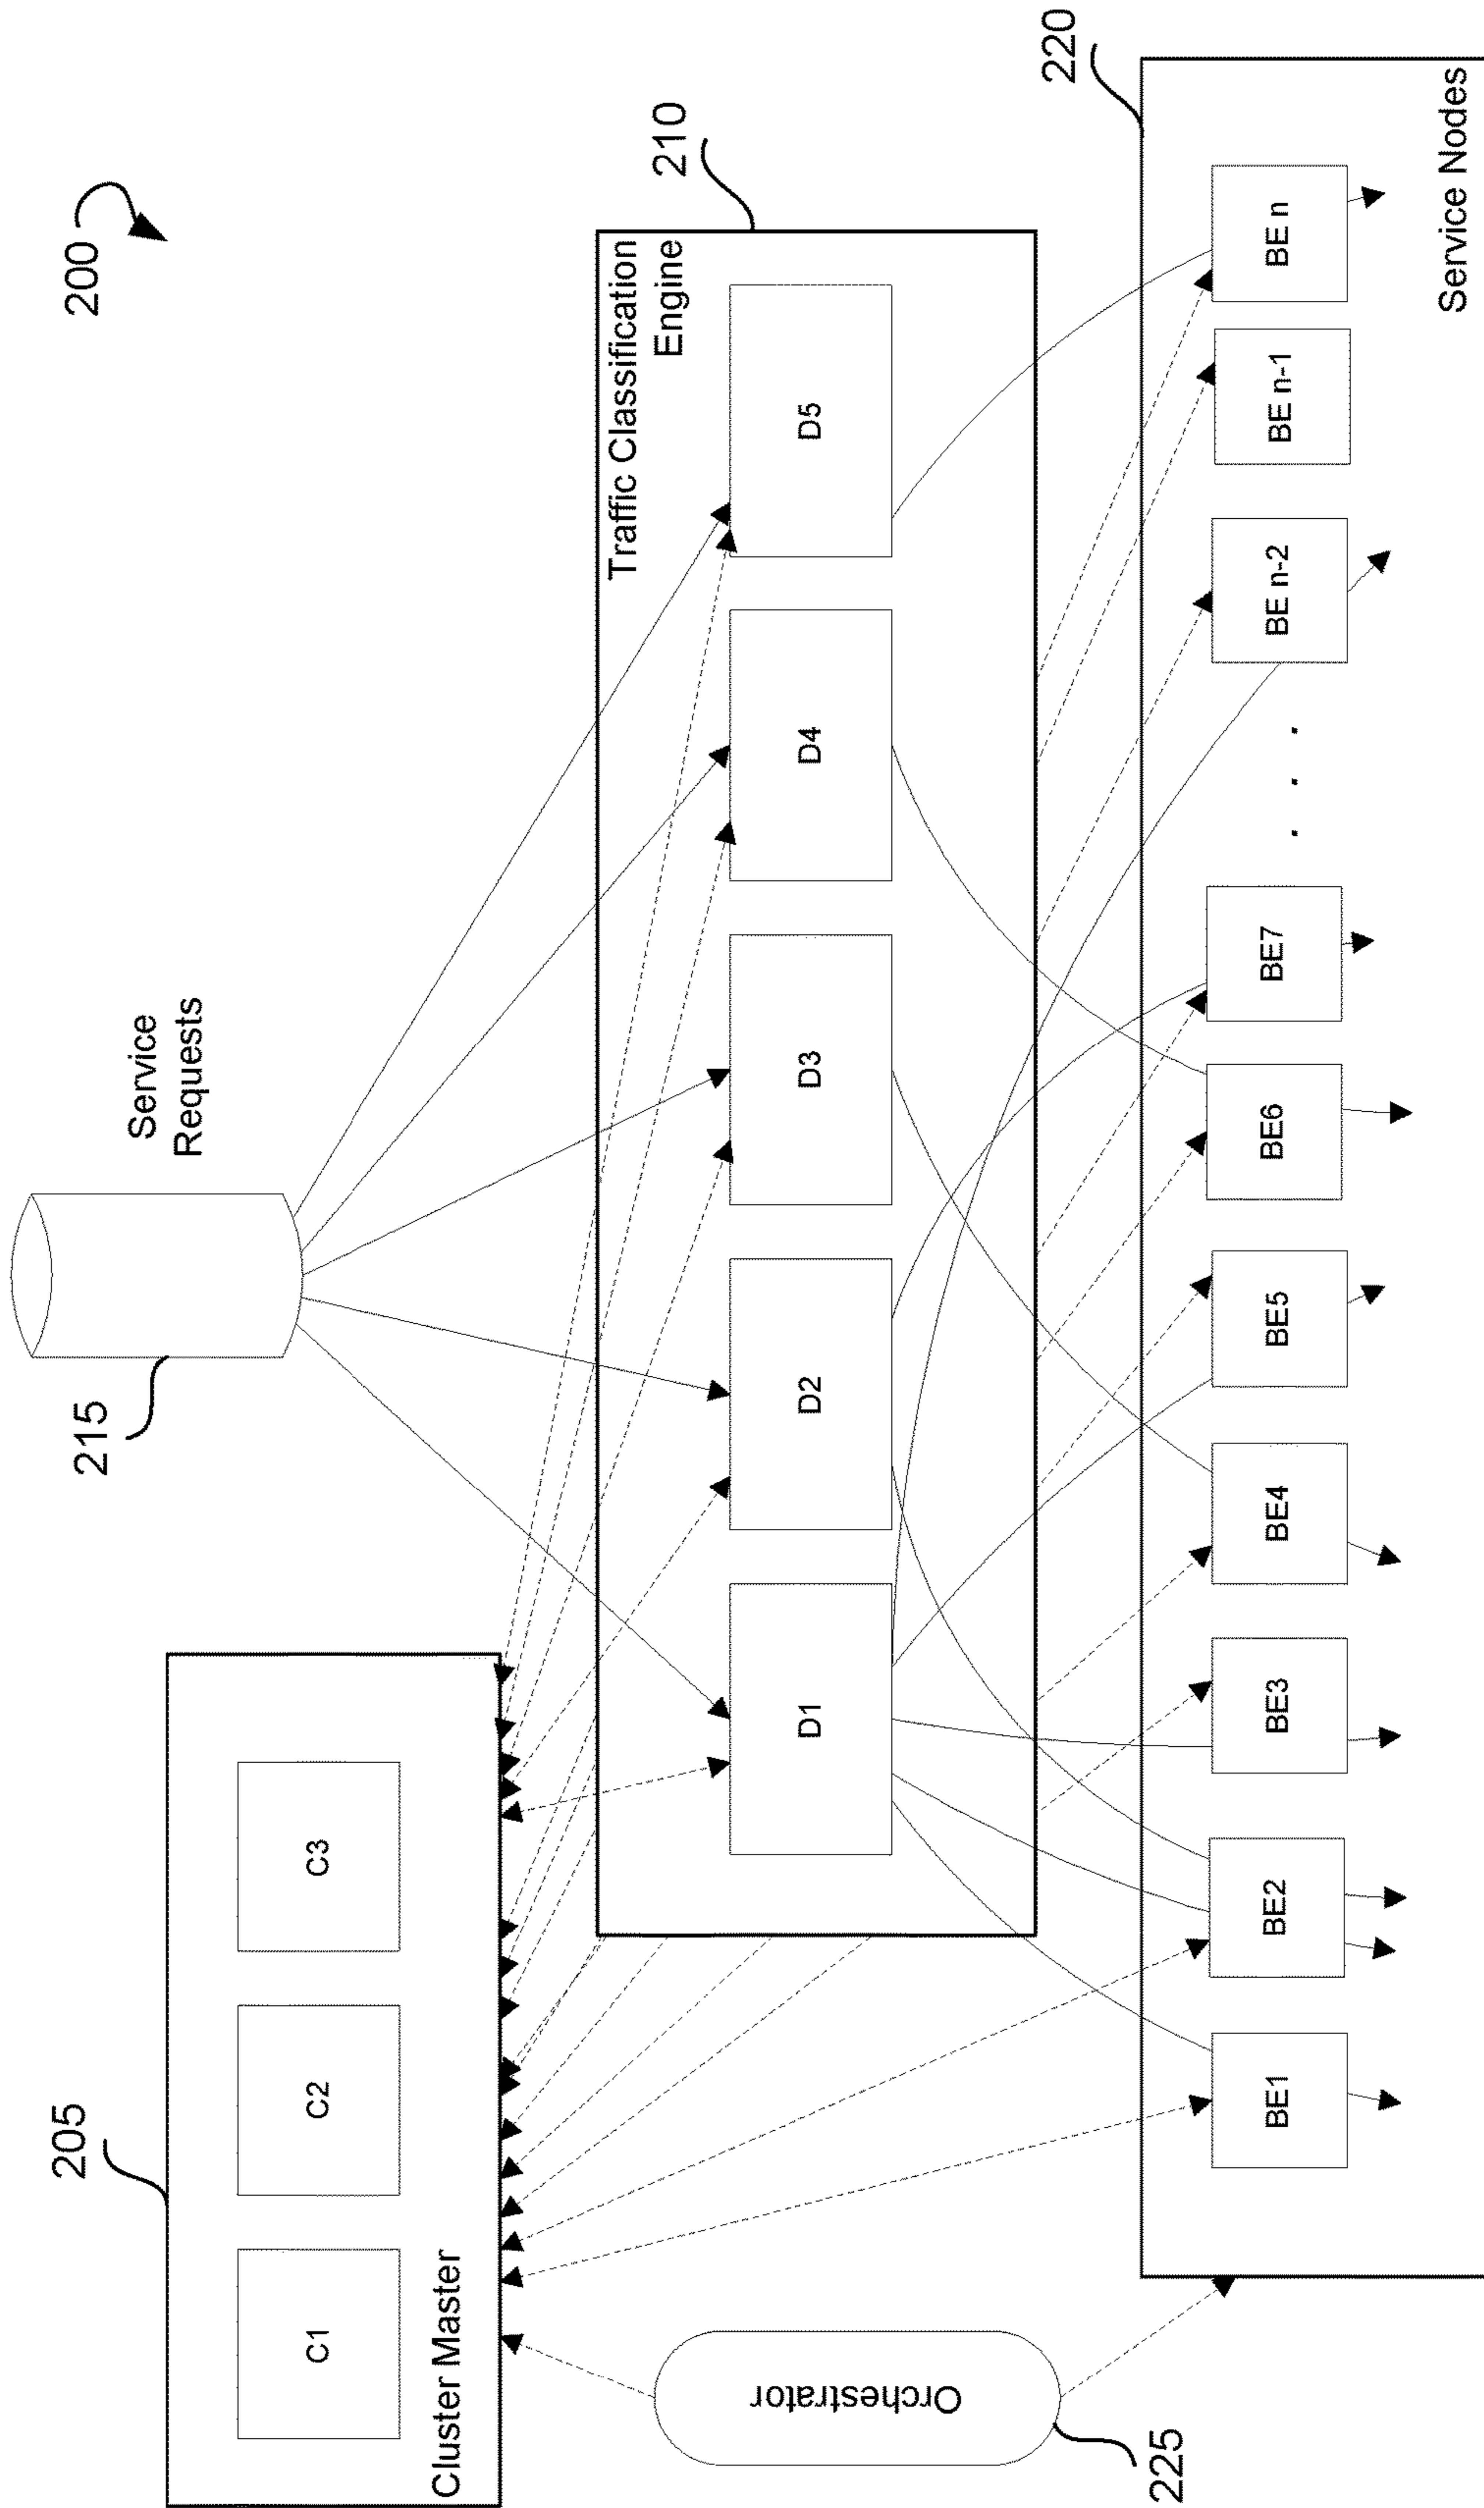 200
Service
Requests
215
205
C1
C2
C3
Cluster Master
210
Traffic Classification
Engine
D1
D2
D3
D4
D5
Orchestrator
225
220
BE1
BE2
BE3
BE4
BE5
BE6
BE7
. . .
BE n-2
BE n-1
BE n
Service Nodes